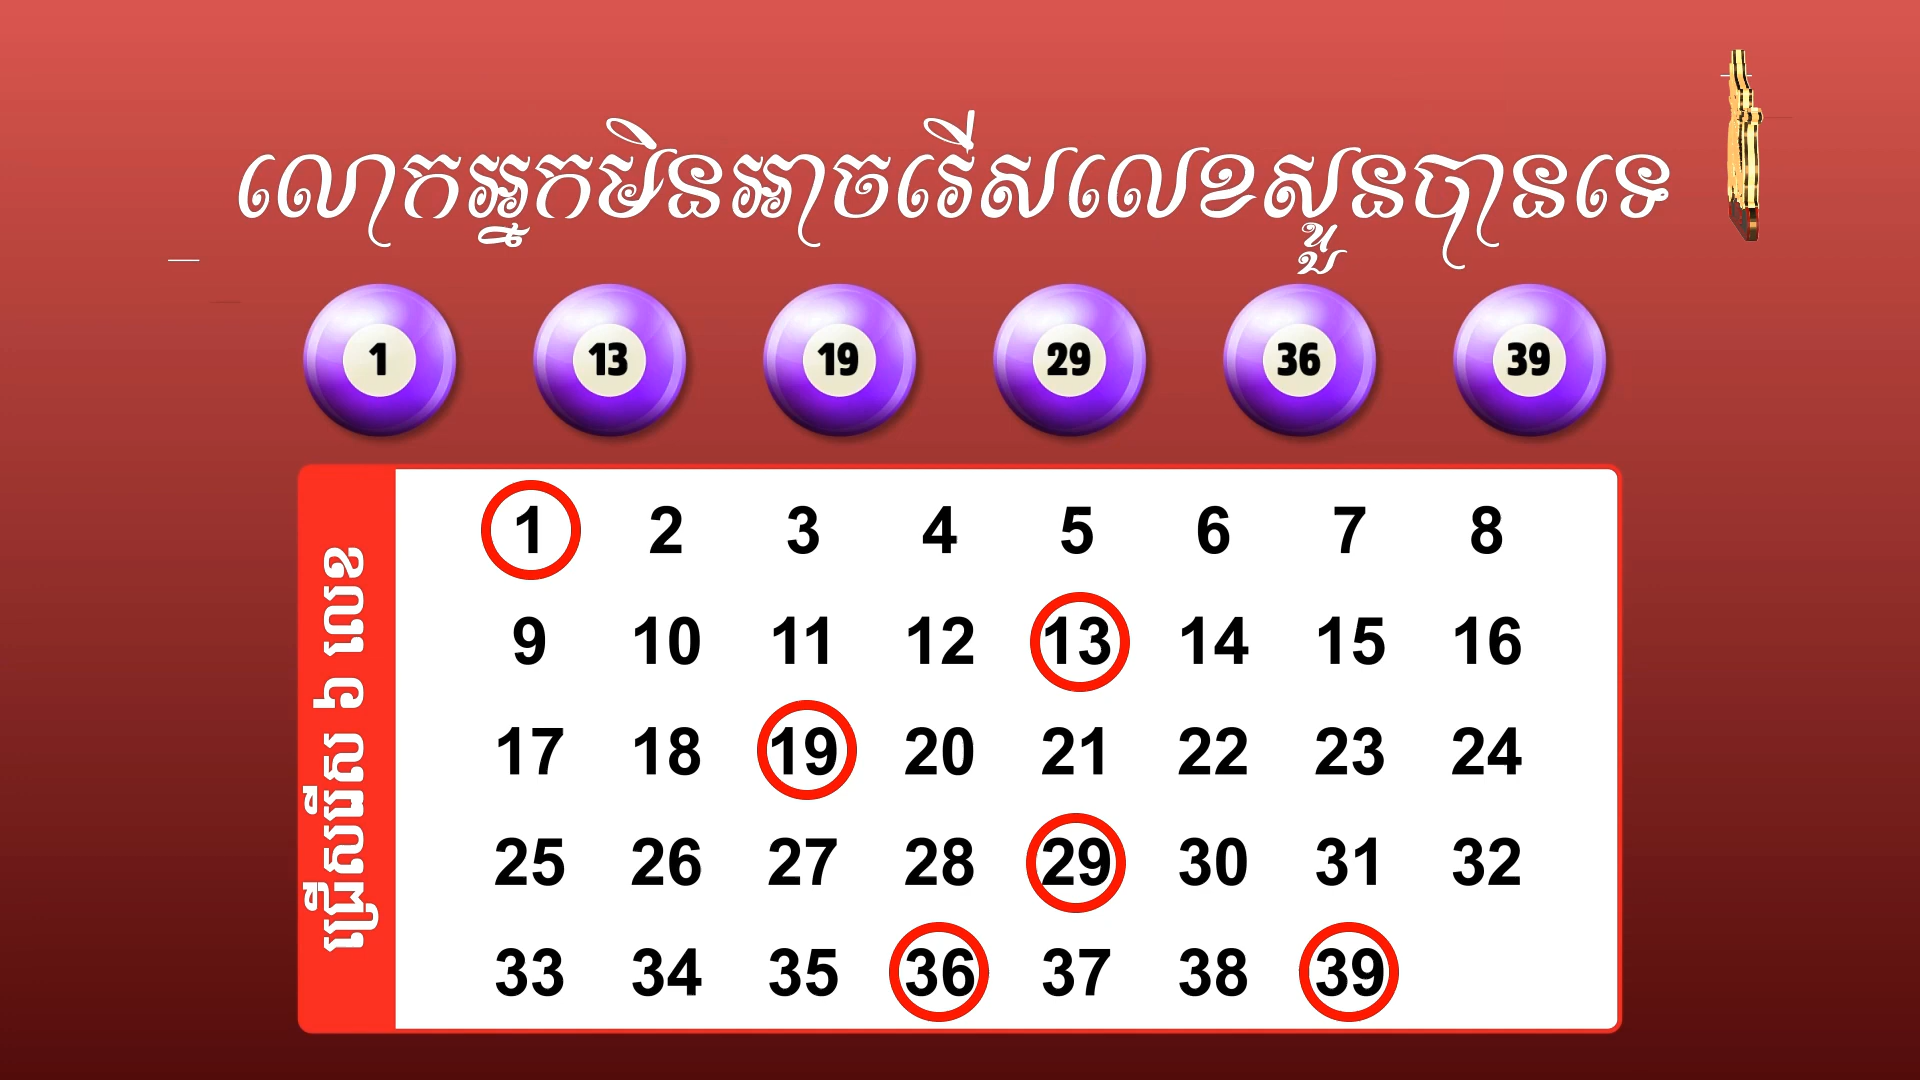 លោកអ្នកមិនអាចរើសលេខស្ទួនបានទេ
1 13 19 29 36 39
ជ្រើសរើស ៦ លេខ
1 2 3 4 5 6 7 8
9 10 11 12 13 14 15 16
17 18 19 20 21 22 23 24
25 26 27 28 29 30 31 32
33 34 35 36 37 38 39